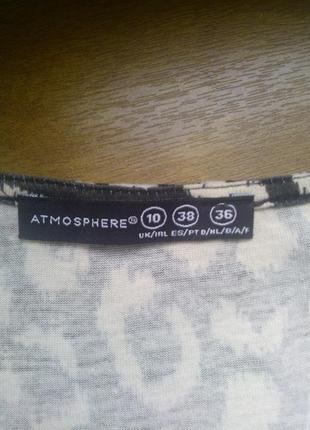 ATMOSPHERE® 10 38 36
UK/IRL ES/PT D/NL/B/A/F